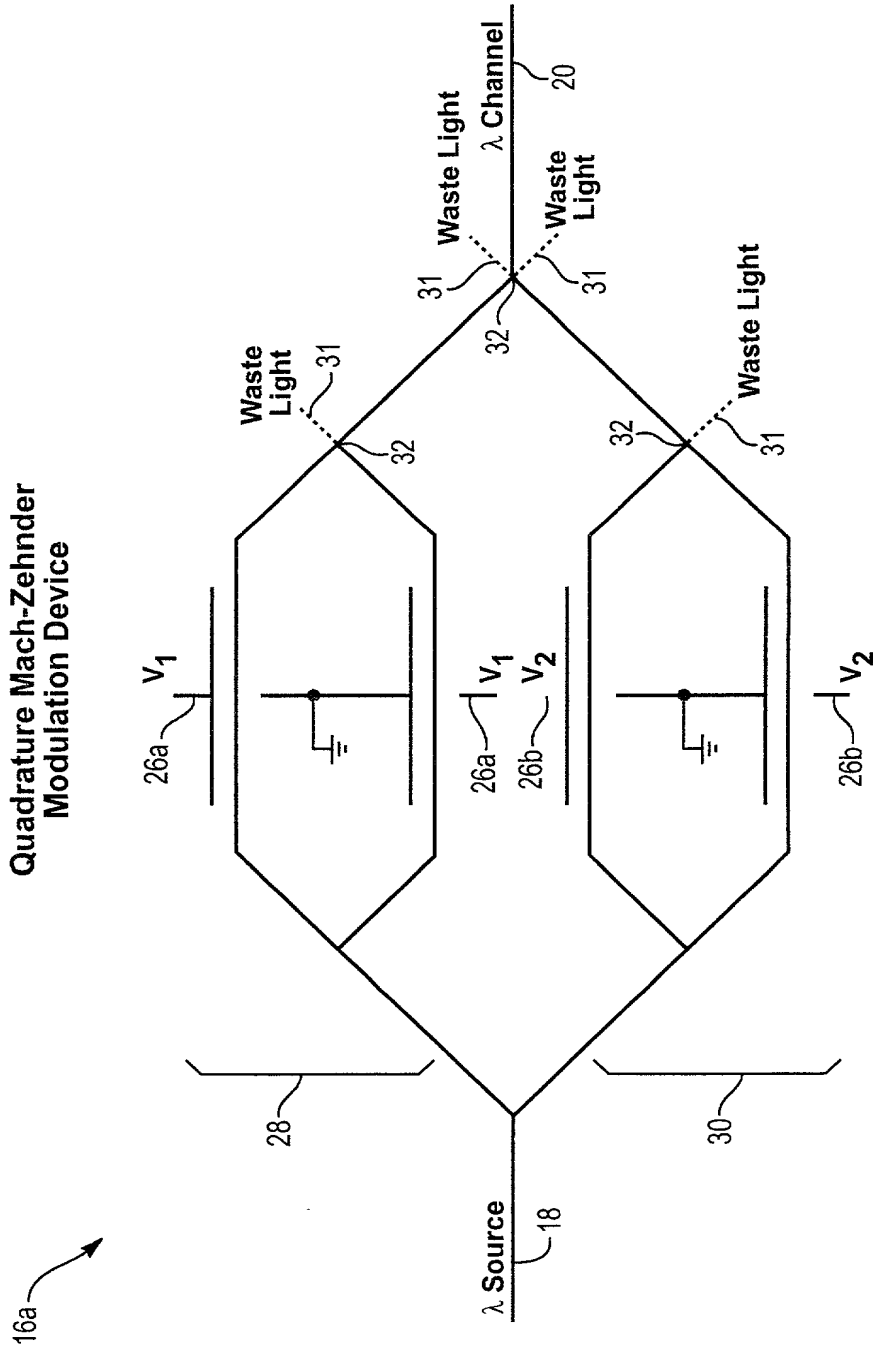 16a
Quadrature Mach-Zehnder
Modulation Device
26a
V1
Waste
Light
31
28
32
Waste Light
31
λ Source
18
26a
V1
26b
V2
32
λ Channel
20
Waste
Light
31
32
30
Waste Light
31
26b
V2